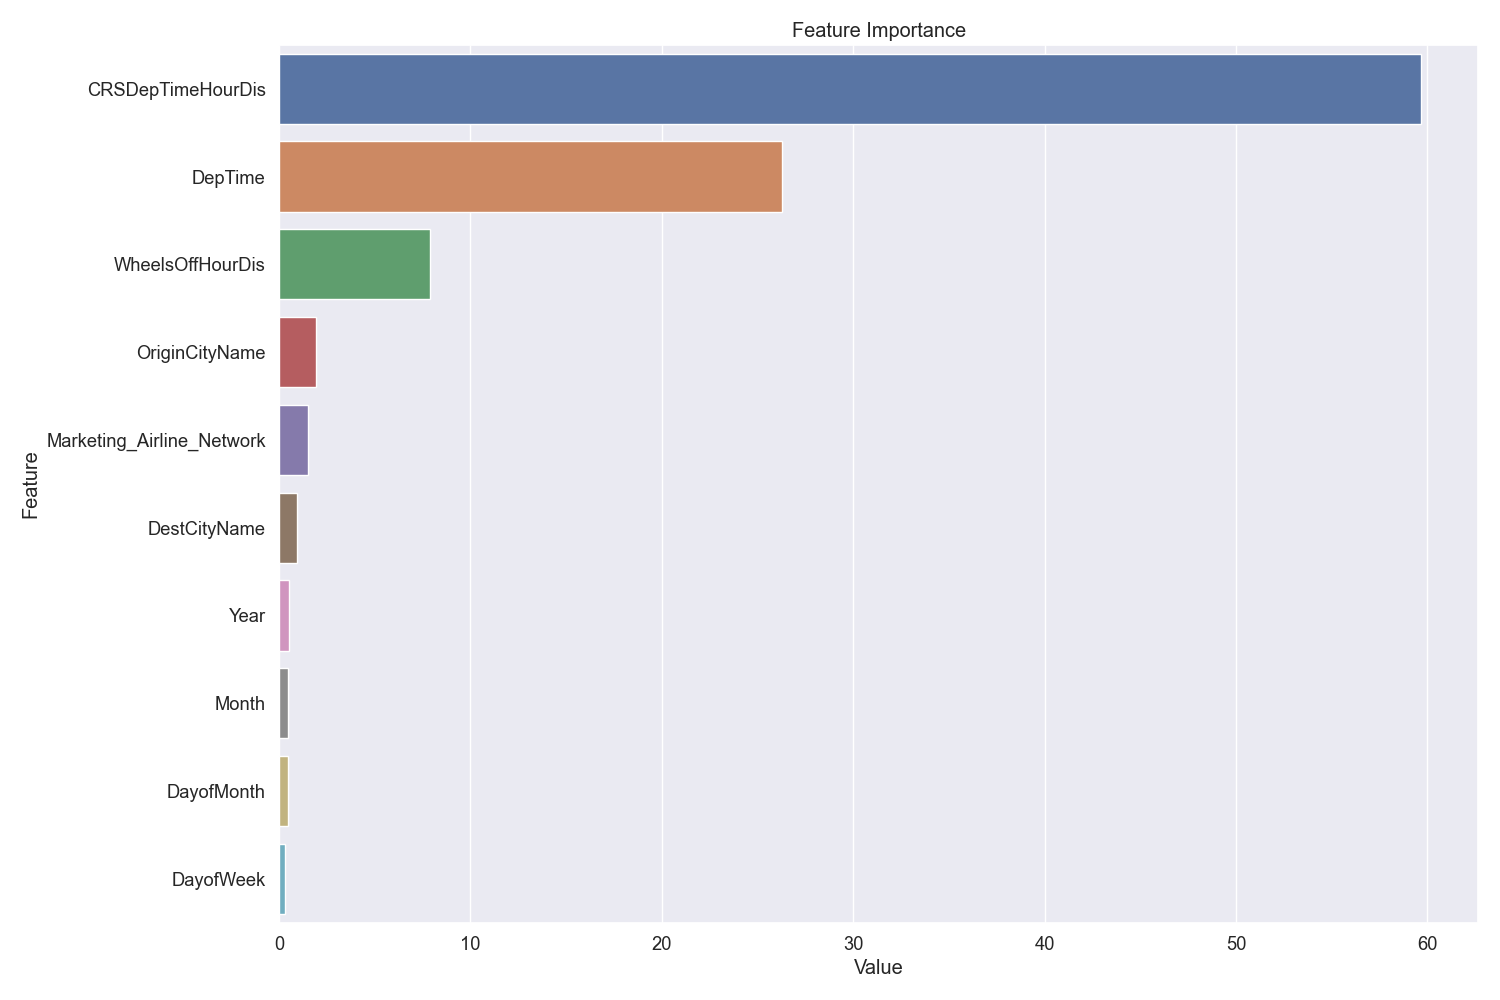 Feature Importance
CRSDepTimeHourDis
DepTime
WheelsOffHourDis
OriginCityName
Marketing_Airline_Network
DestCityName
Year
Month
DayofMonth
DayofWeek
Feature
0 10 20 30 40 50 60
Value